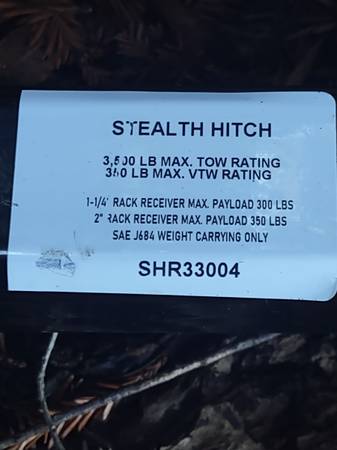 STEALTH HITCH
3,500 LB MAX. TOW RATING
350 LB MAX. VTW RATING
1-1/4" RACK RECEIVER MAX. PAYLOAD 300 LBS
2" RACK RECEIVER MAX. PAYLOAD 350 LBS
SAE J684 WEIGHT CARRYING ONLY
SHR33004